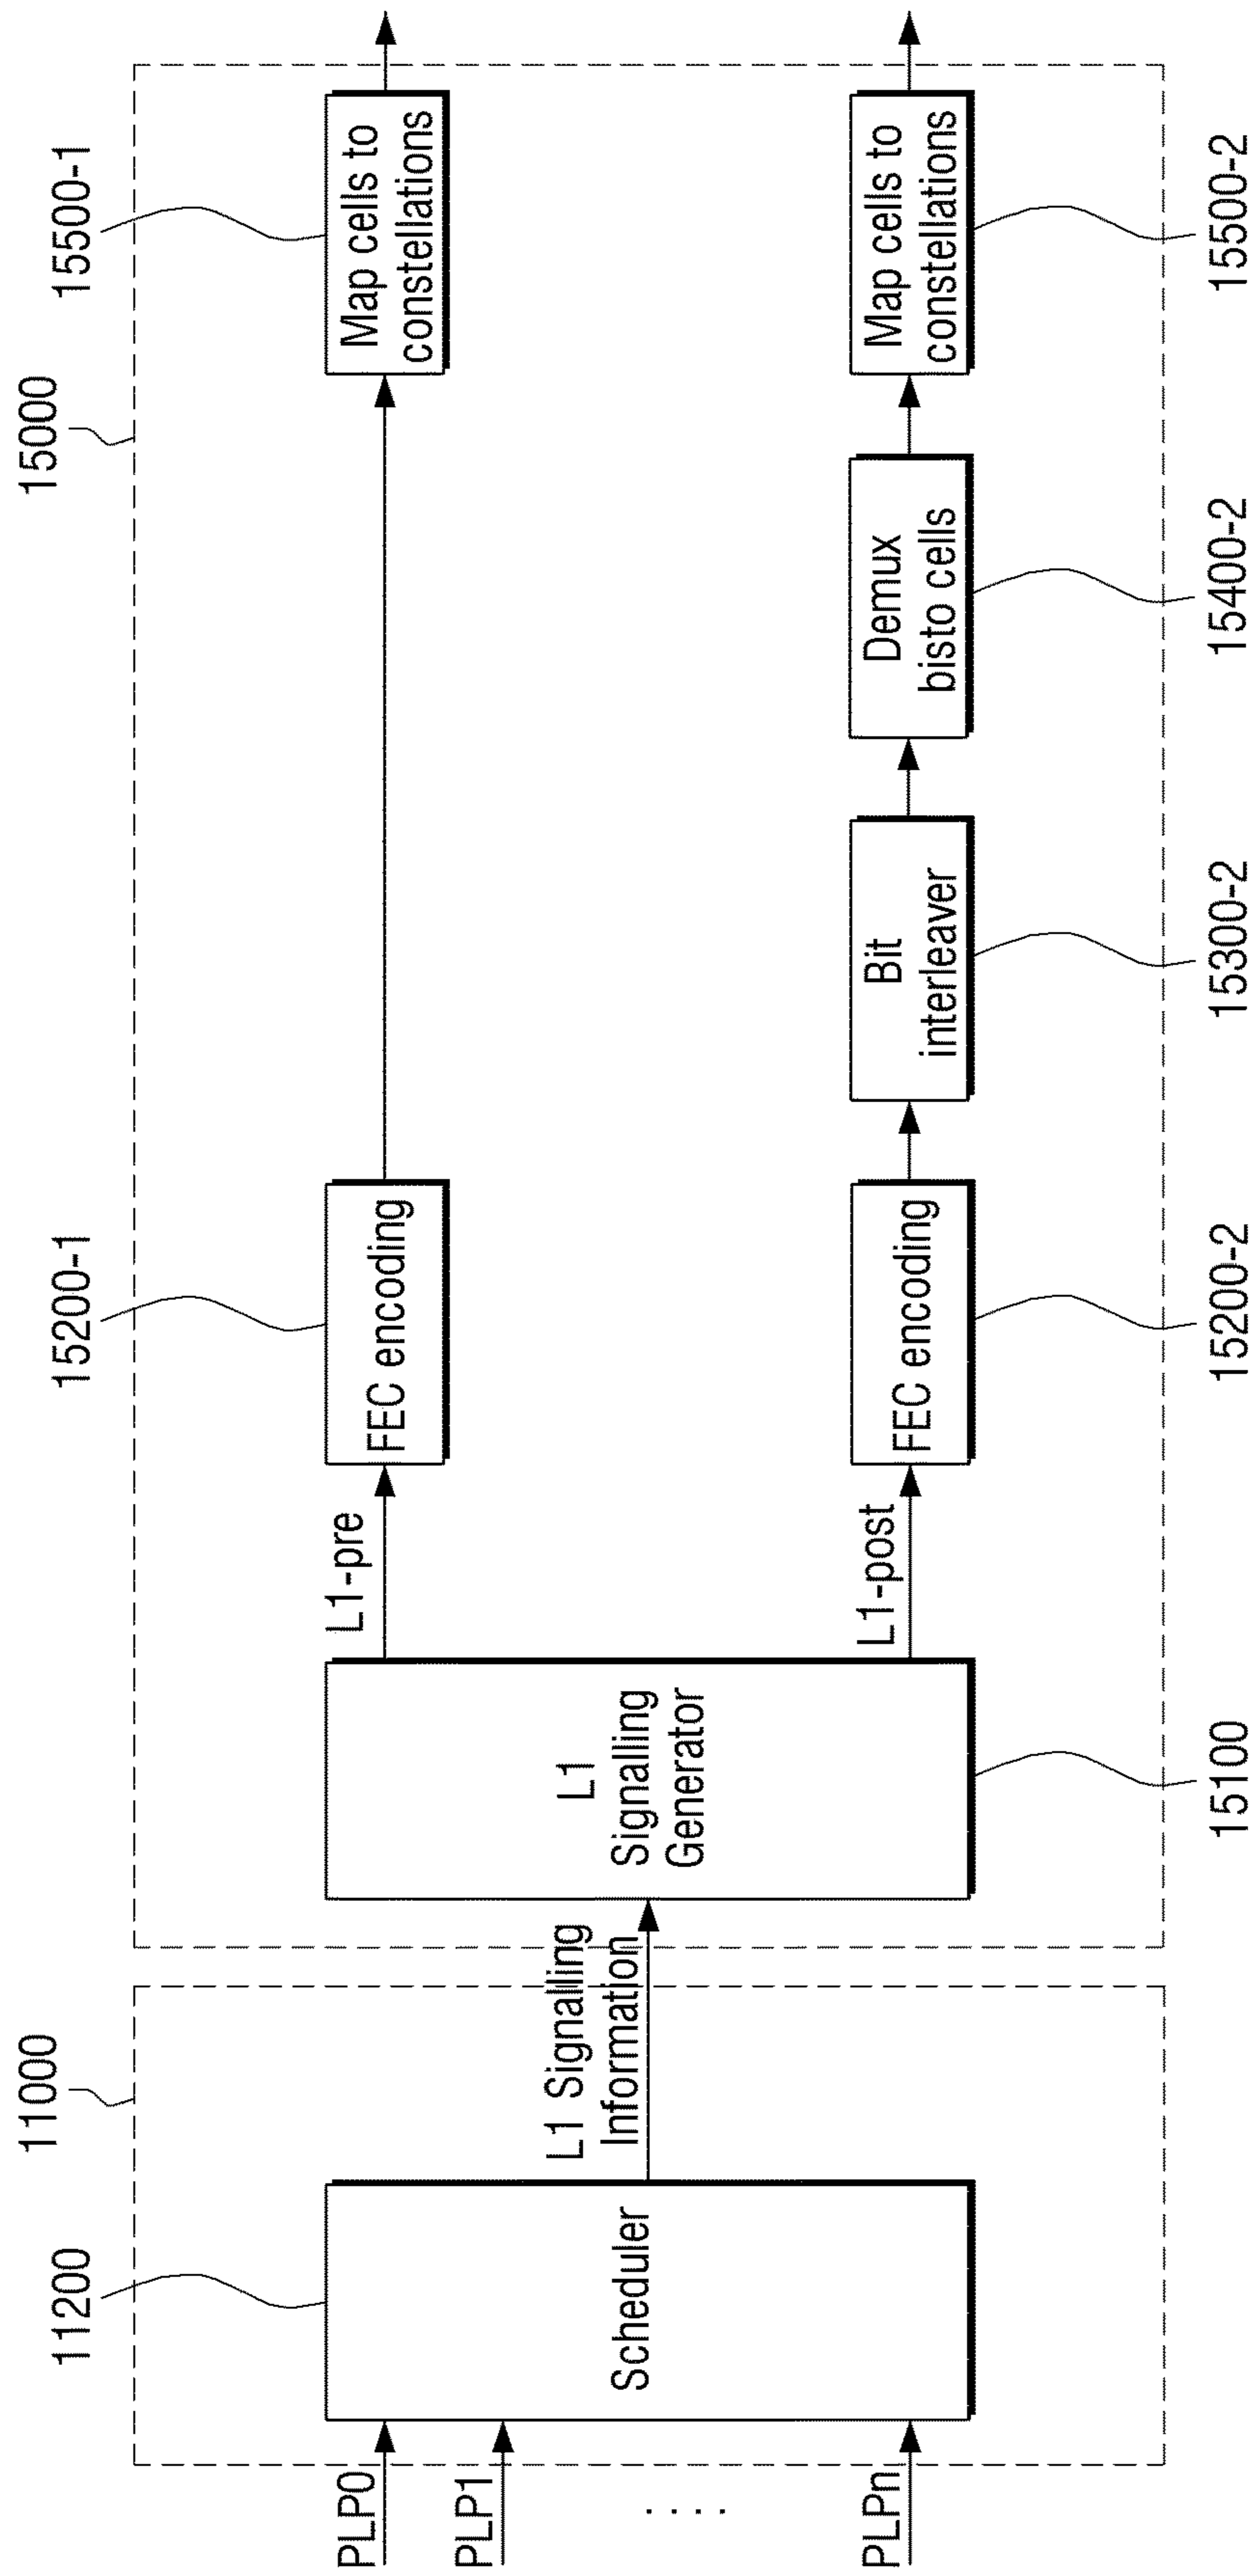 11000
15000
11200
15200-1
15500-1
PLP0
PLP1
. . . .
PLPn
Scheduler
L1 Signalling
Information
L1
Signalling
Generator
L1-pre
FEC encoding
Map cells to
constellations
L1-post
FEC encoding
Bit
interleaver
Demux
bisto cells
Map cells to
constellations
15100
15200-2
15300-2
15400-2
15500-2